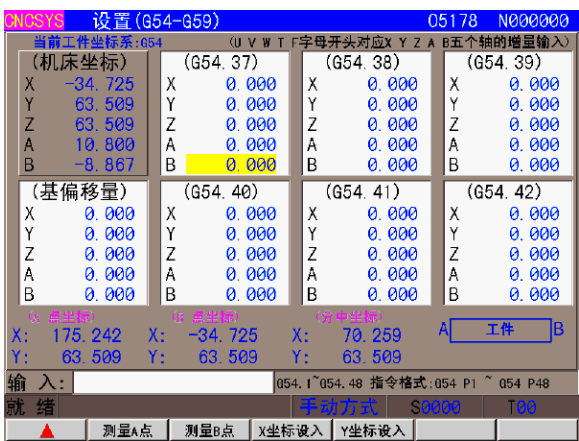 CNCSYS 设置(G54-G59) O5178 N000000
当前工件坐标系:G54 (U V W T F字母开头对应X Y Z A B五个轴的增量输入)
(机床坐标) (G54.37) (G54.38) (G54.39)
X -34.725 X 0.000 X 0.000 X 0.000
Y 63.509 Y 0.000 Y 0.000 Y 0.000
Z 63.509 Z 0.000 Z 0.000 Z 0.000
A 10.800 A 0.000 A 0.000 A 0.000
B -8.867 B 0.000 B 0.000 B 0.000
(基偏移量) (G54.40) (G54.41) (G54.42)
X 0.000 X 0.000 X 0.000 X 0.000
Y 0.000 Y 0.000 Y 0.000 Y 0.000
Z 0.000 Z 0.000 Z 0.000 Z 0.000
A 0.000 A 0.000 A 0.000 A 0.000
B 0.000 B 0.000 B 0.000 B 0.000
(A 点坐标) (B 点坐标) (分中坐标)
X: 175.242 X: -34.725 X: 70.259 A 工件 B
Y: 63.509 Y: 63.509 Y: 63.509
输 入: G54.1~G54.48 指令格式:G54 P1 ~ G54 P48
就 绪 手动方式 S0000 T00
测量A点 测量B点 X坐标设入 Y坐标设入